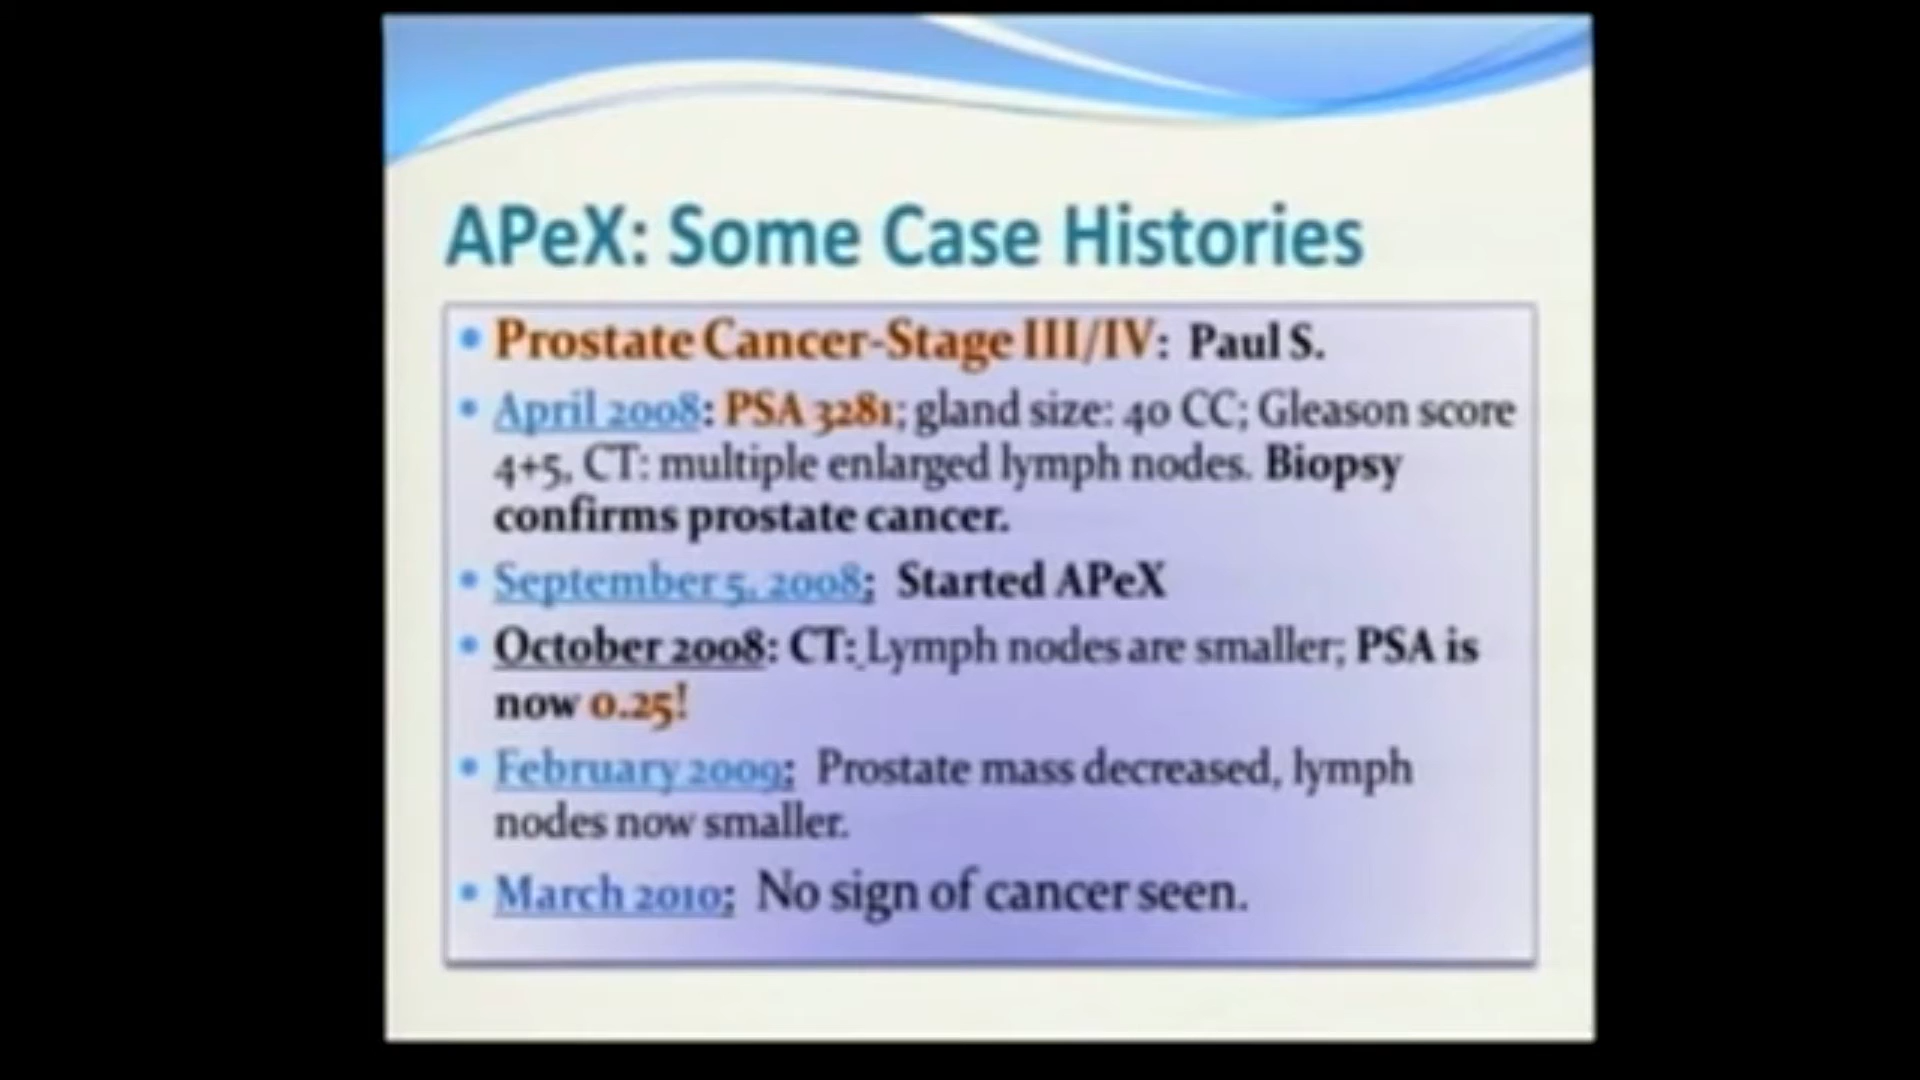 APeX: Some Case Histories
• Prostate Cancer-Stage III/IV: Paul S.
• April 2008: PSA 3281; gland size: 40 CC; Gleason score
4+5, CT: multiple enlarged lymph nodes. Biopsy
confirms prostate cancer.
• September 5, 2008; Started APeX
• October 2008: CT: Lymph nodes are smaller; PSA is
now 0.25!
• February 2009; Prostate mass decreased, lymph
nodes now smaller.
• March 2010; No sign of cancer seen.